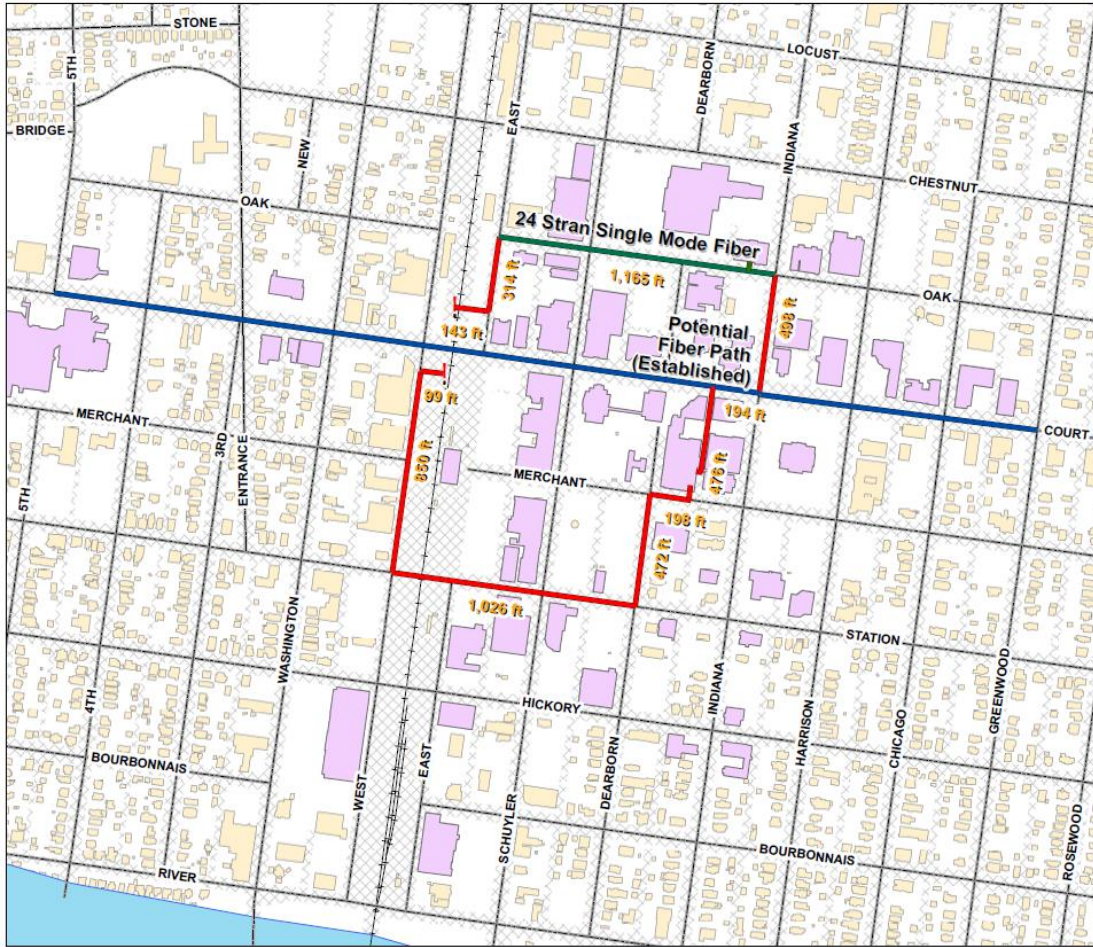 STONE
LOCUST
5TH
DEARBORN
EAST
BRIDGE
NEW
INDIANA
CHESTNUT
OAK
24 Stran Single Mode Fiber
1,165 ft
314 ft
OAK
498 ft
143 ft
Potential
Fiber Path
(Established)
99 ft
194 ft
COURT
MERCHANT
3RD
ENTRANCE
850 ft
MERCHANT
476 ft
5TH
198 ft
472 ft
1,026 ft
WASHINGTON
STATION
4TH
HICKORY
INDIANA
HARRISON
CHICAGO
GREENWOOD
BOURBONNAIS
WEST
EAST
DEARBORN
SCHUYLER
BOURBONNAIS
ROSEWOOD
RIVER